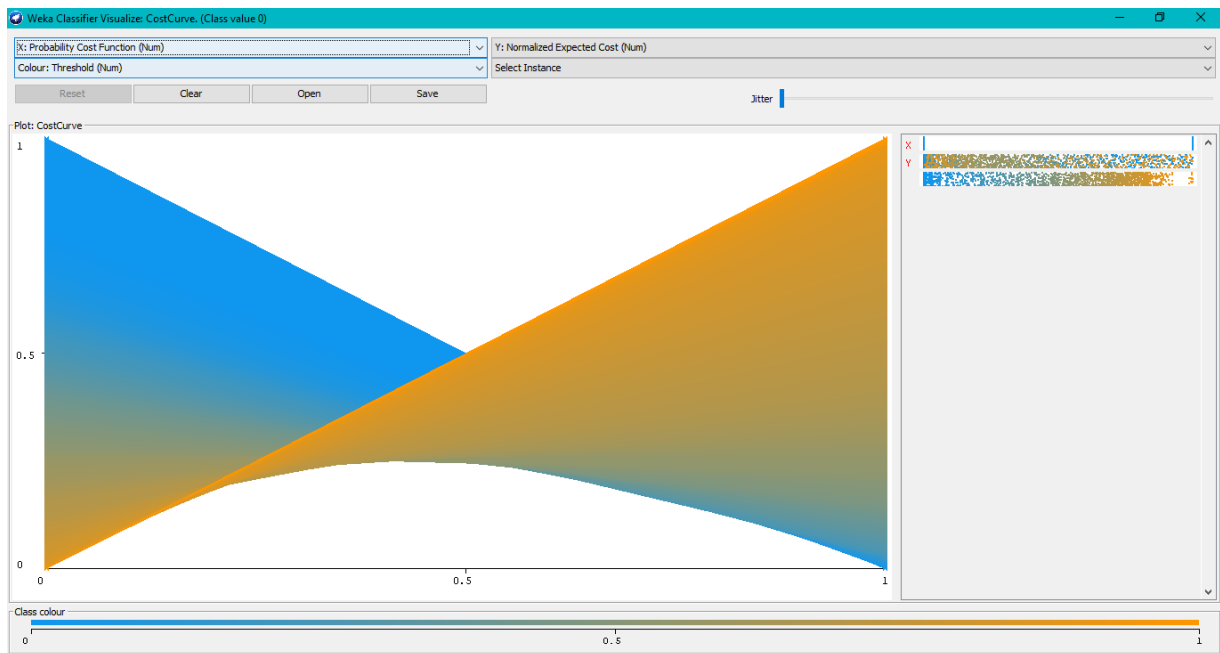 Weka Classifier Visualize: CostCurve. (Class value 0)
X: Probability Cost Function (Num)
Y: Normalized Expected Cost (Num)
Colour: Threshold (Num)
Select Instance
Reset
Clear
Open
Save
Jitter
Plot: CostCurve
1
0.5
0
0
0.5
1
X
Y
Class colour
0
0.5
1